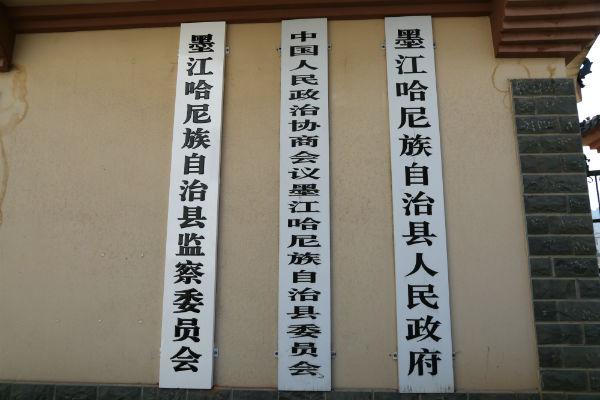 墨江哈尼族自治县监察委员会
中国人民政治协商会议墨江哈尼族自治县委员会
墨江哈尼族自治县人民政府